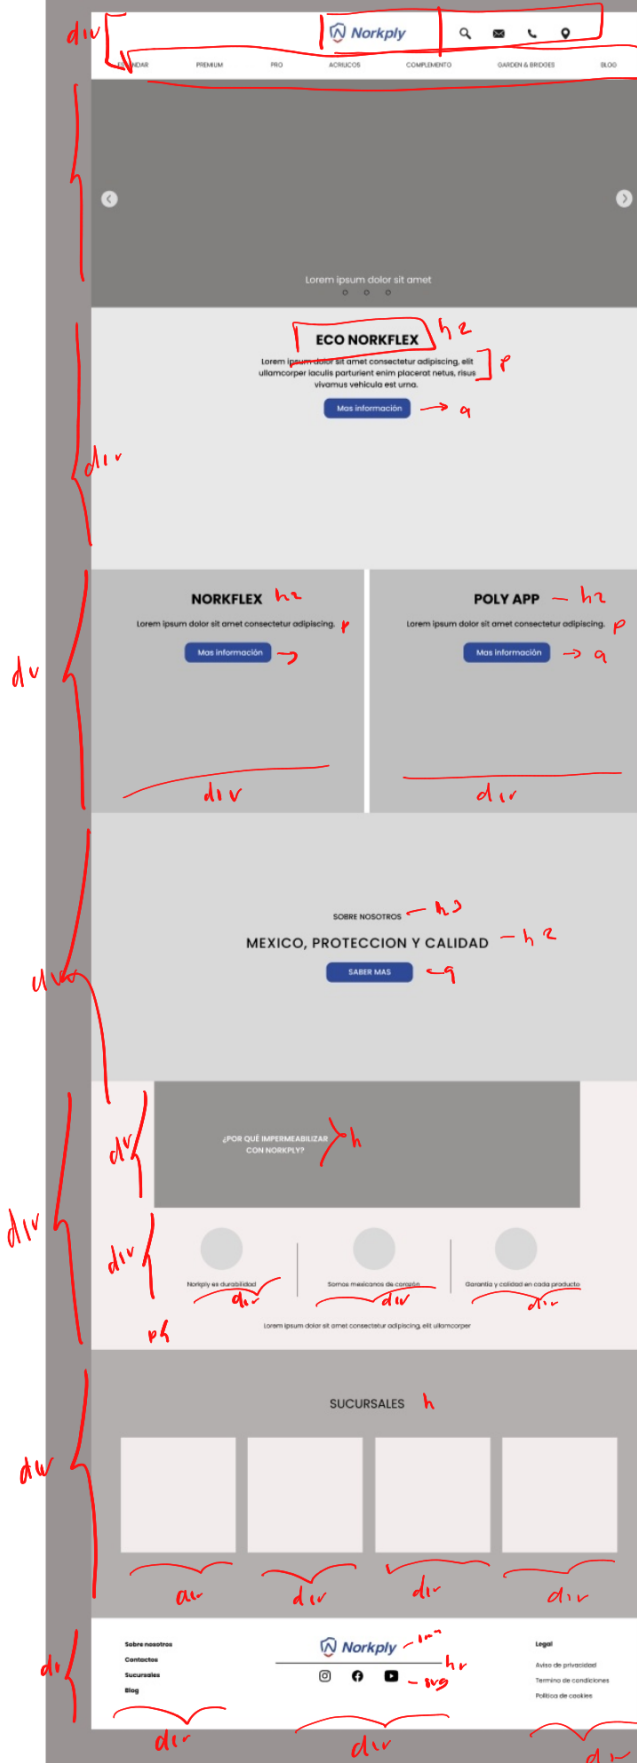 div
Norkply
ESTANDAR PREMIUM PRO ACRILICOS COMPLEMENTO GARDEN & BRIDGES BLOG
Lorem ipsum dolor sit amet
ECO NORKFLEX h2
Lorem ipsum dolor sit amet consectetur adipiscing, elit
ullamcorper iaculis parturient enim placerat netus, risus
vivamus vehicula est urna.
p
Mas información a
div
NORKFLEX h2
POLY APP h2
Lorem ipsum dolor sit amet consectetur adipiscing. p
Lorem ipsum dolor sit amet consectetur adipiscing. p
Mas información
Mas información a
dv
div
div
SOBRE NOSOTROS
MEXICO, PROTECCION Y CALIDAD h2
SABER MAS a
¿POR QUÉ IMPERMEABILIZAR
CON NORKPLY?
h
div
div
div
Norkply es durabilidad Somos mexicanos de corazón Garantía y calidad en cada producto
div div div
Lorem ipsum dolor sit amet consectetur adipiscing, elit ullamcorper
SUCURSALES h
div
div div div
Sobre nosotros
Contactos
Sucursales
Blog
Norkply
hr
svg
Legal
Aviso de privacidad
Termino de condiciones
Política de cookies
div div div